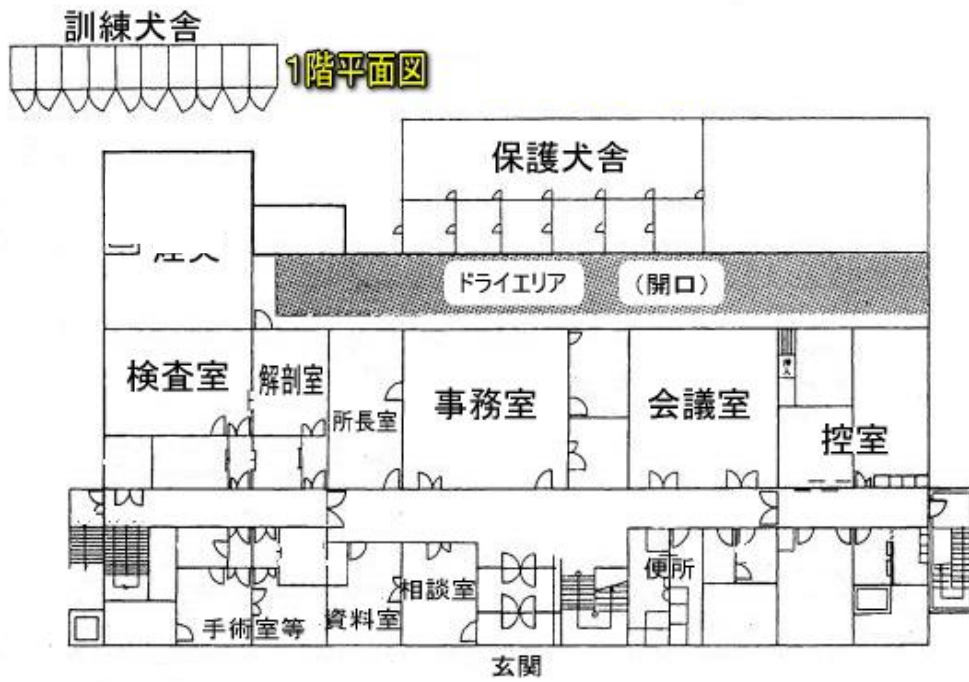 訓練犬舎
1階平面図
保護犬舎
ドライエリア
(開口)
検査室
解剖室
所長室
事務室
会議室
押入
控室
手術室等
資料室
相談室
便所
玄関